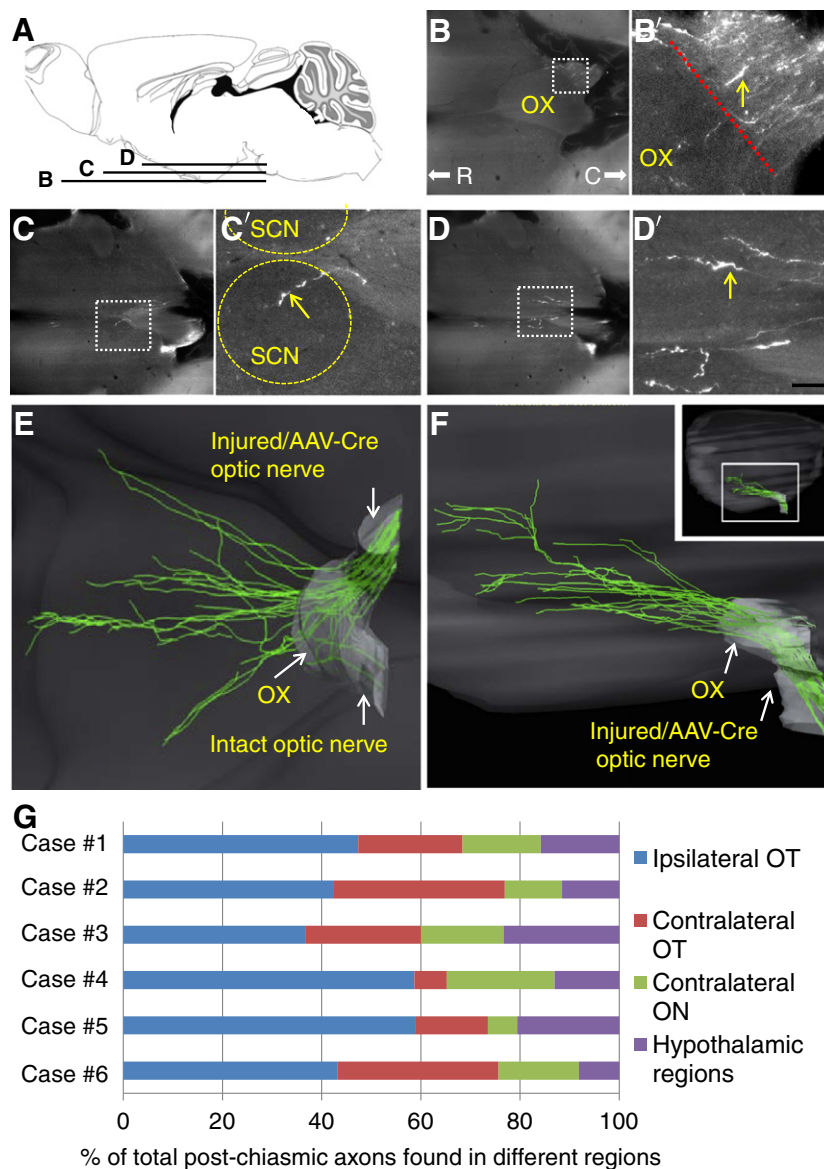 A
D
C
B
B
OX
R
C
B′
OX
C
C′
SCN
SCN
D
D′
E
Injured/AAV-Cre
optic nerve
OX
Intact optic nerve
F
OX
Injured/AAV-Cre
optic nerve
G
Case #1
Case #2
Case #3
Case #4
Case #5
Case #6
0 20 40 60 80 100
% of total post-chiasmic axons found in different regions
Ipsilateral OT
Contralateral
OT
Contralateral
ON
Hypothalamic
regions